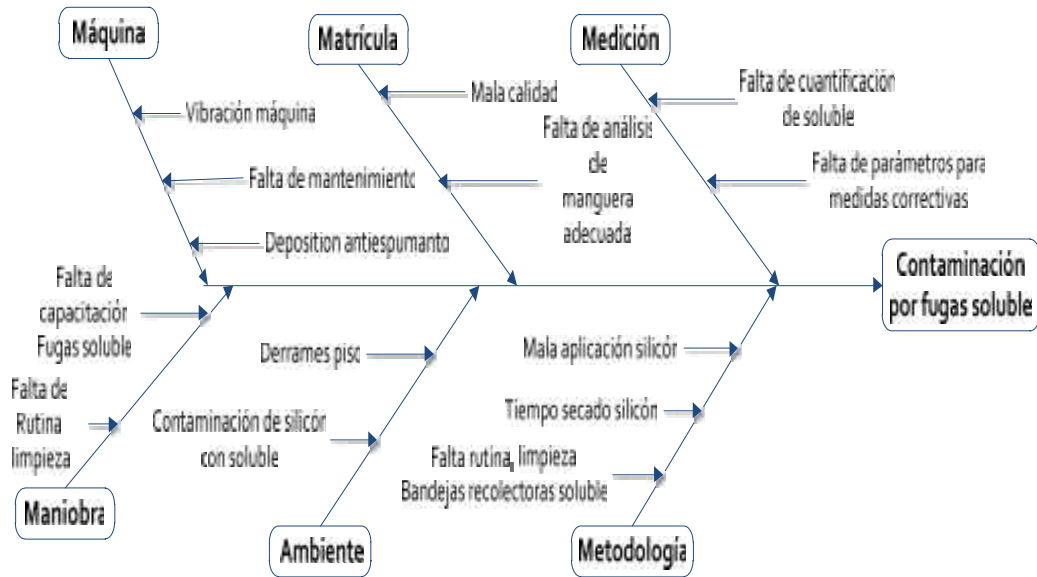 Máquina
Matrícula
Medición
Vibración máquina
Falta de mantenimiento
Deposition antiespumanto
Mala calidad
Falta de análisis
de
manguera
adecuada
Falta de cuantificación
de soluble
Falta de parámetros para
medidas correctivas
Contaminación
por fugas soluble
Falta de
capacitación
Fugas soluble
Falta de
Rutina
limpieza
Derrames piso
Contaminación de silicón
con soluble
Mala aplicación silicón
Tiempo secado silicón
Falta rutina, limpieza
Bandejas recolectoras soluble
Maniobra
Ambiente
Metodología